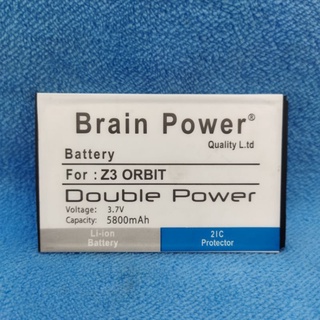 Brain Power®
Quality L.td
Battery
For : Z3 ORBIT
Double Power
Voltage: 3.7V
Capacity: 5800mAh
Li-ion
Battery
2IC
Protector